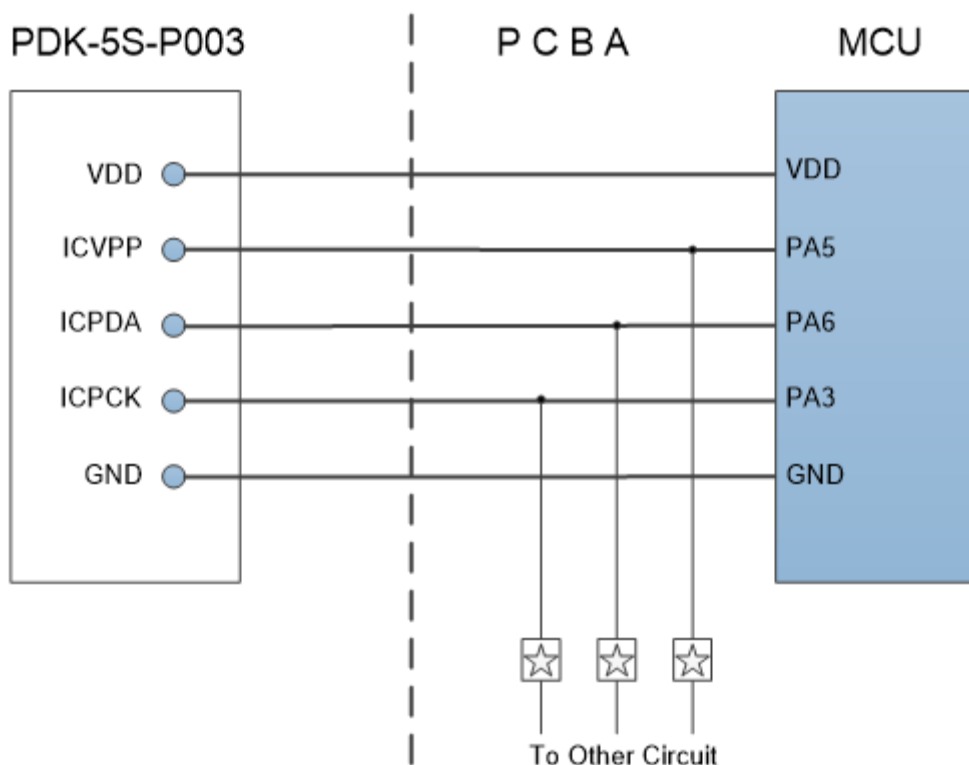 PDK-5S-P003
P C B A
MCU
VDD
VDD
ICVPP
PA5
ICPDA
PA6
ICPCK
PA3
GND
GND
To Other Circuit